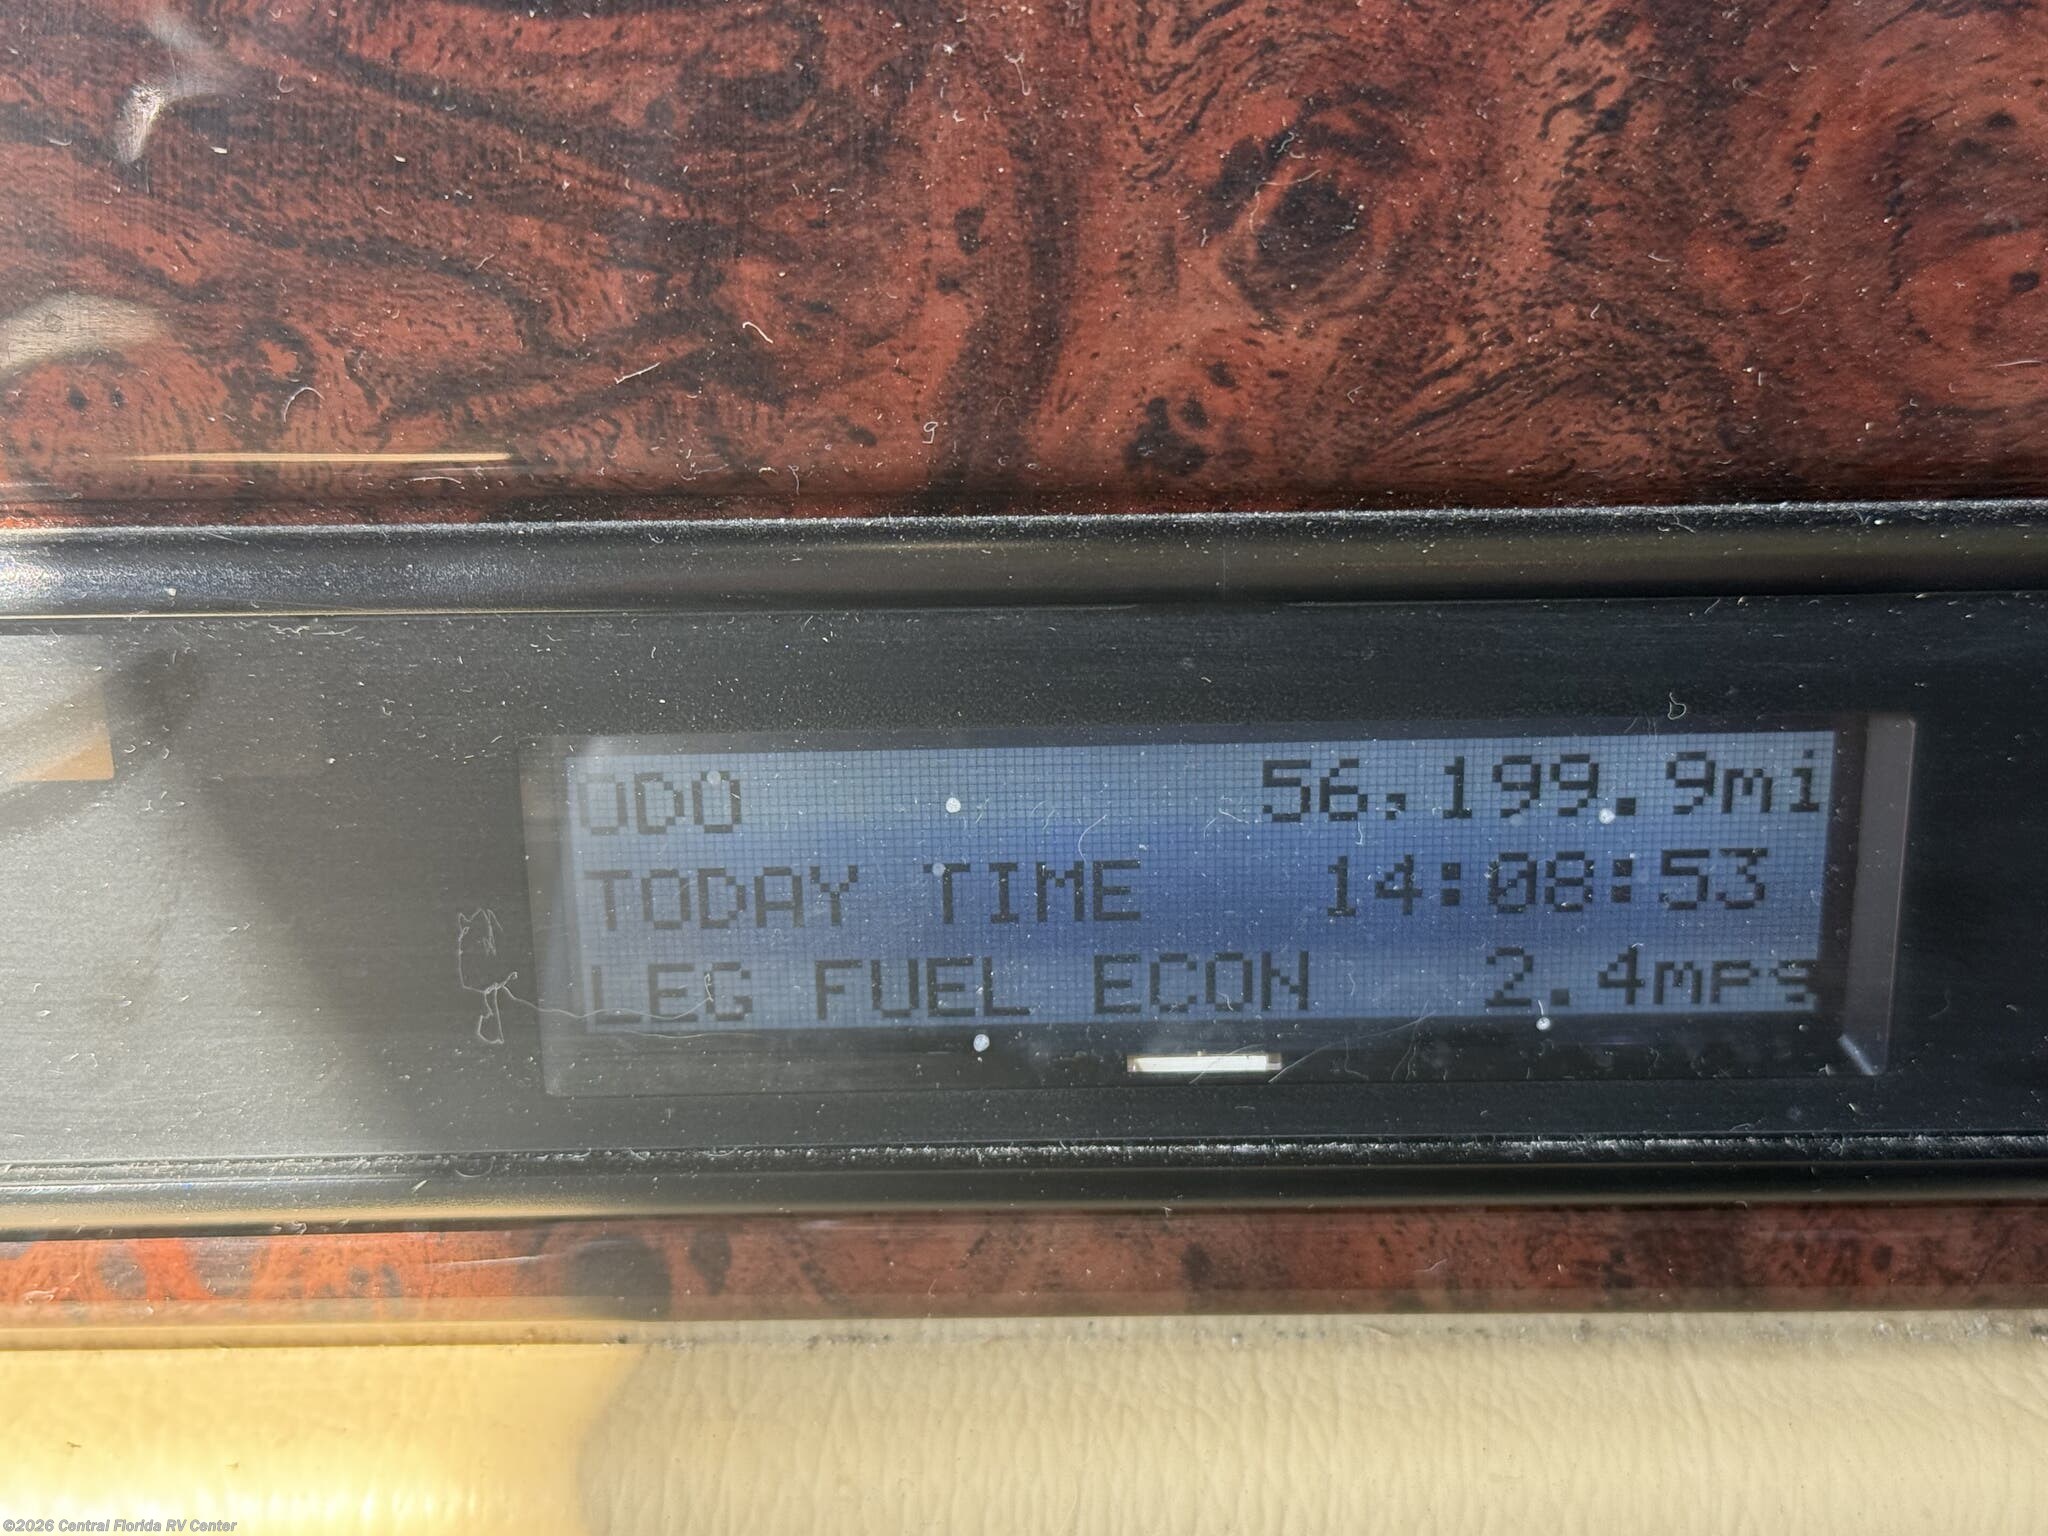 ODO 56,199.9mi
TODAY TIME 14:08:53
LEG FUEL ECON 2.4mpg
©2026 Central Florida RV Center